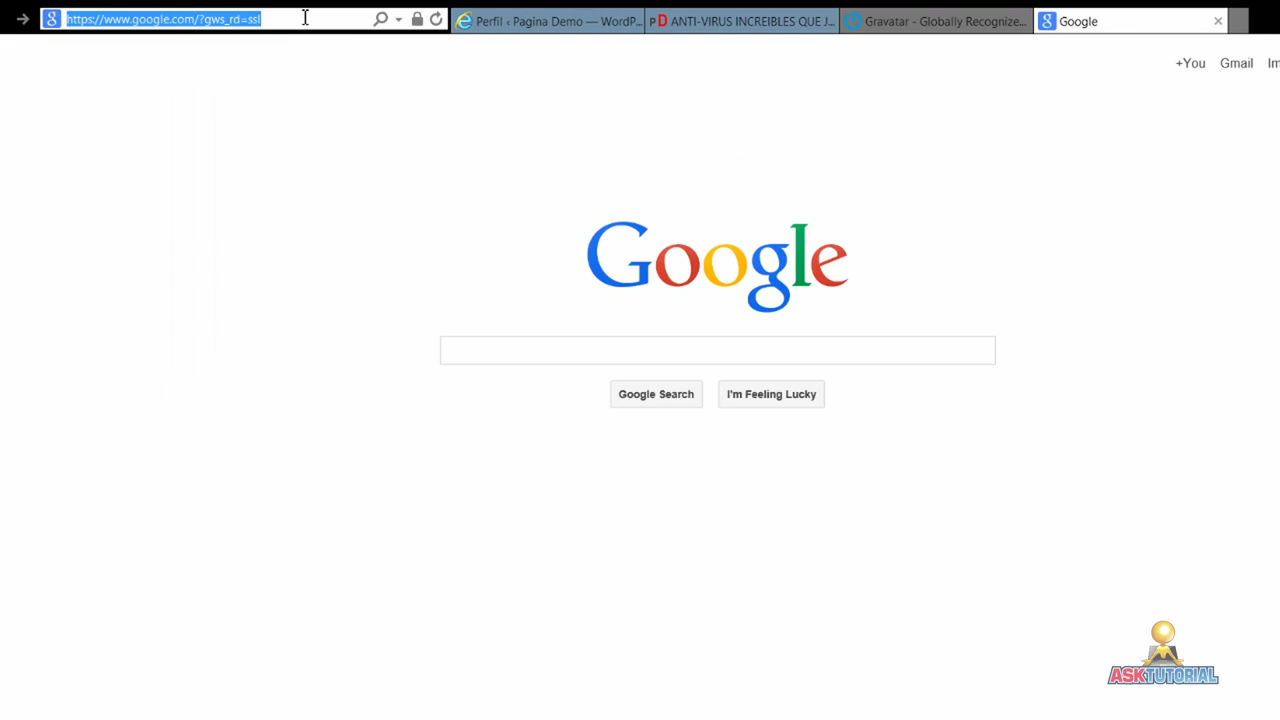 https://www.google.com/?gws_rd=ssl
Perfil ‹ Pagina Demo — WordP...
ANTI-VIRUS INCREIBLES QUE J...
Gravatar - Globally Recognize...
Google
+You Gmail Im
Google
Google Search I'm Feeling Lucky
ASKTUTORIAL